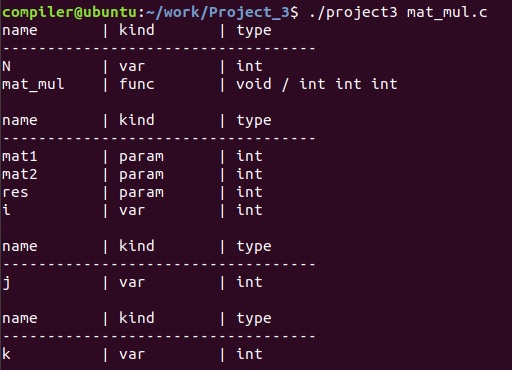 compiler@ubuntu:~/work/Project_3$ ./project3 mat_mul.c
name        | kind        | type
-----------------------------------
N           | var         | int
mat_mul     | func        | void / int int int

name        | kind        | type
-----------------------------------
mat1        | param       | int
mat2        | param       | int
res         | param       | int
i           | var         | int

name        | kind        | type
-----------------------------------
j           | var         | int

name        | kind        | type
-----------------------------------
k           | var         | int